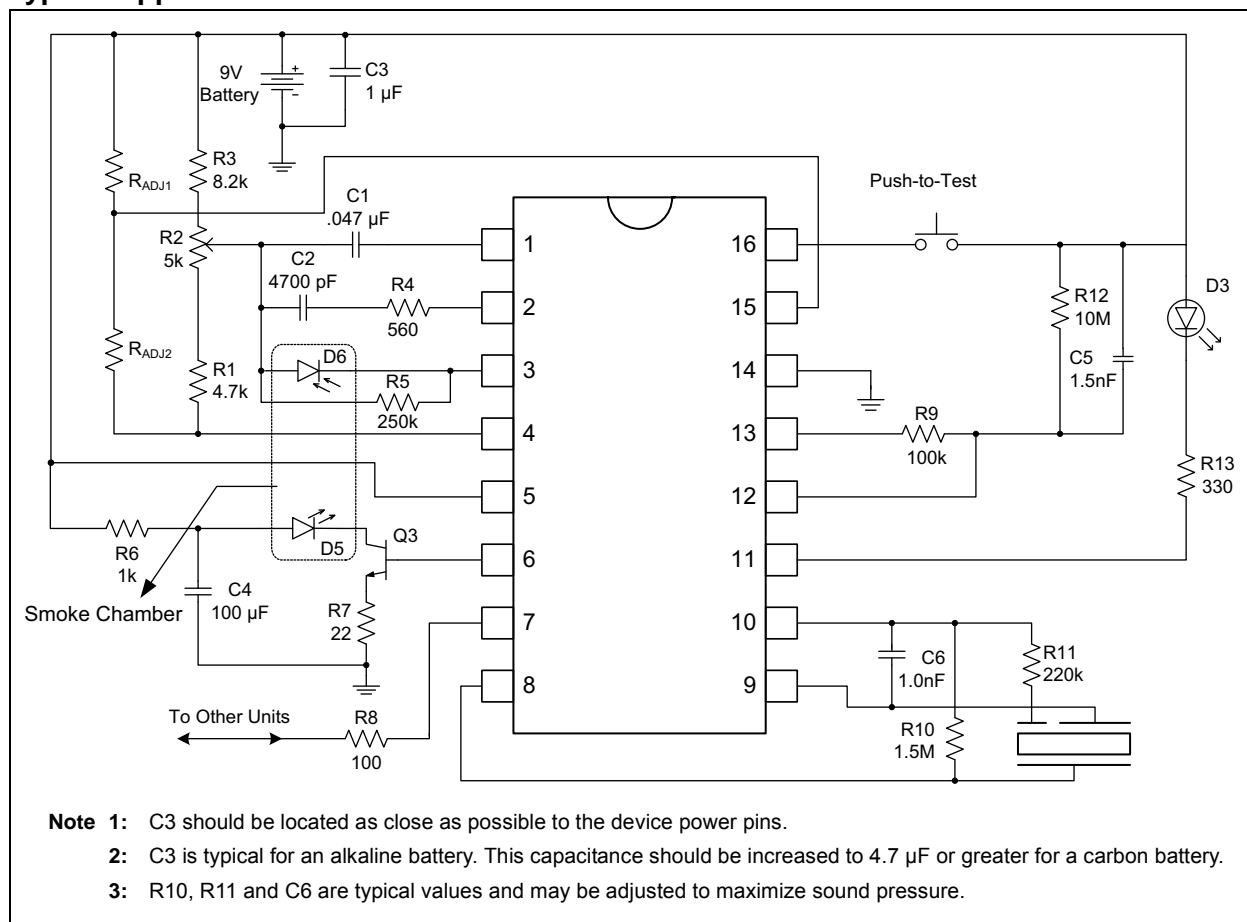 9V
Battery
C3
1 µF
RADJ1
R3
8.2k
C1
.047 µF
Push-to-Test
R2
5k
C2
4700 pF
R4
560
1
2
3
4
5
6
7
8
16
15
14
13
12
11
10
9
R12
10M
D3
C5
1.5nF
RADJ2
R1
4.7k
D6
R5
250k
R9
100k
R13
330
R6
1k
D5
Q3
C4
100 µF
Smoke Chamber
R7
22
C6
1.0nF
R11
220k
To Other Units
R8
100
R10
1.5M
Note 1: C3 should be located as close as possible to the device power pins.
2: C3 is typical for an alkaline battery. This capacitance should be increased to 4.7 µF or greater for a carbon battery.
3: R10, R11 and C6 are typical values and may be adjusted to maximize sound pressure.